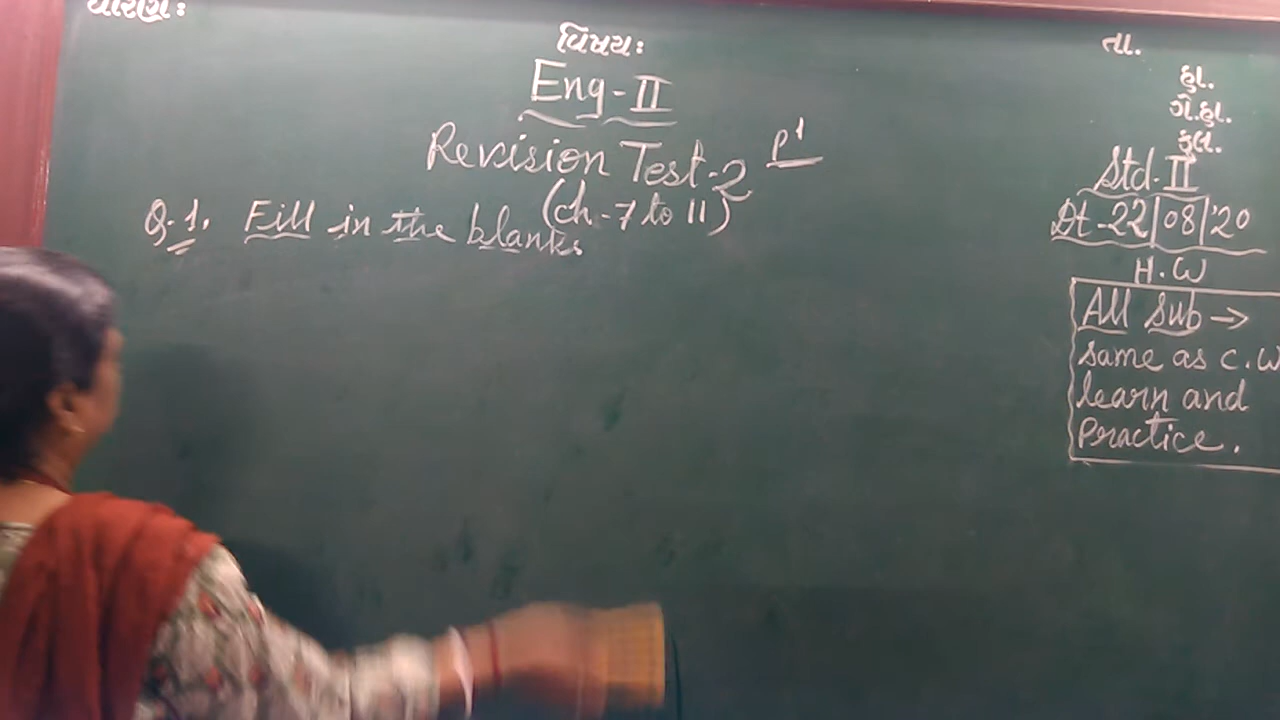 ધોરણ:
વિષય:
તા.
હા.
ગે.હા.
કુલ.
Eng-II
Revision Test-2 P1
(ch-7 to 11)
Q-1. Fill in the blanks.
Std-II
Dt-22|08|'20
H.W
All Sub →
same as C.W
learn and
Practice.